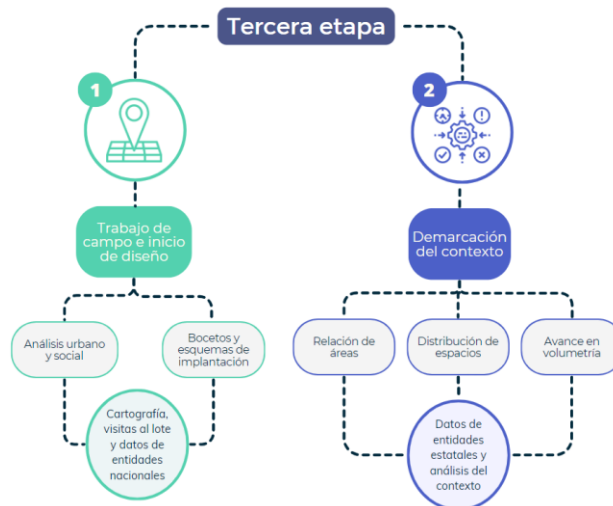 Tercera etapa
1
Trabajo de
campo e inicio
de diseño
Análisis urbano
y social
Bocetos y
esquemas de
implantación
Cartografía,
visitas al lote
y datos de
entidades
nacionales
2
Demarcación
del contexto
Relación de
áreas
Distribución de
espacios
Avance en
volumetría
Datos de
entidades
estatales y
análisis del
contexto